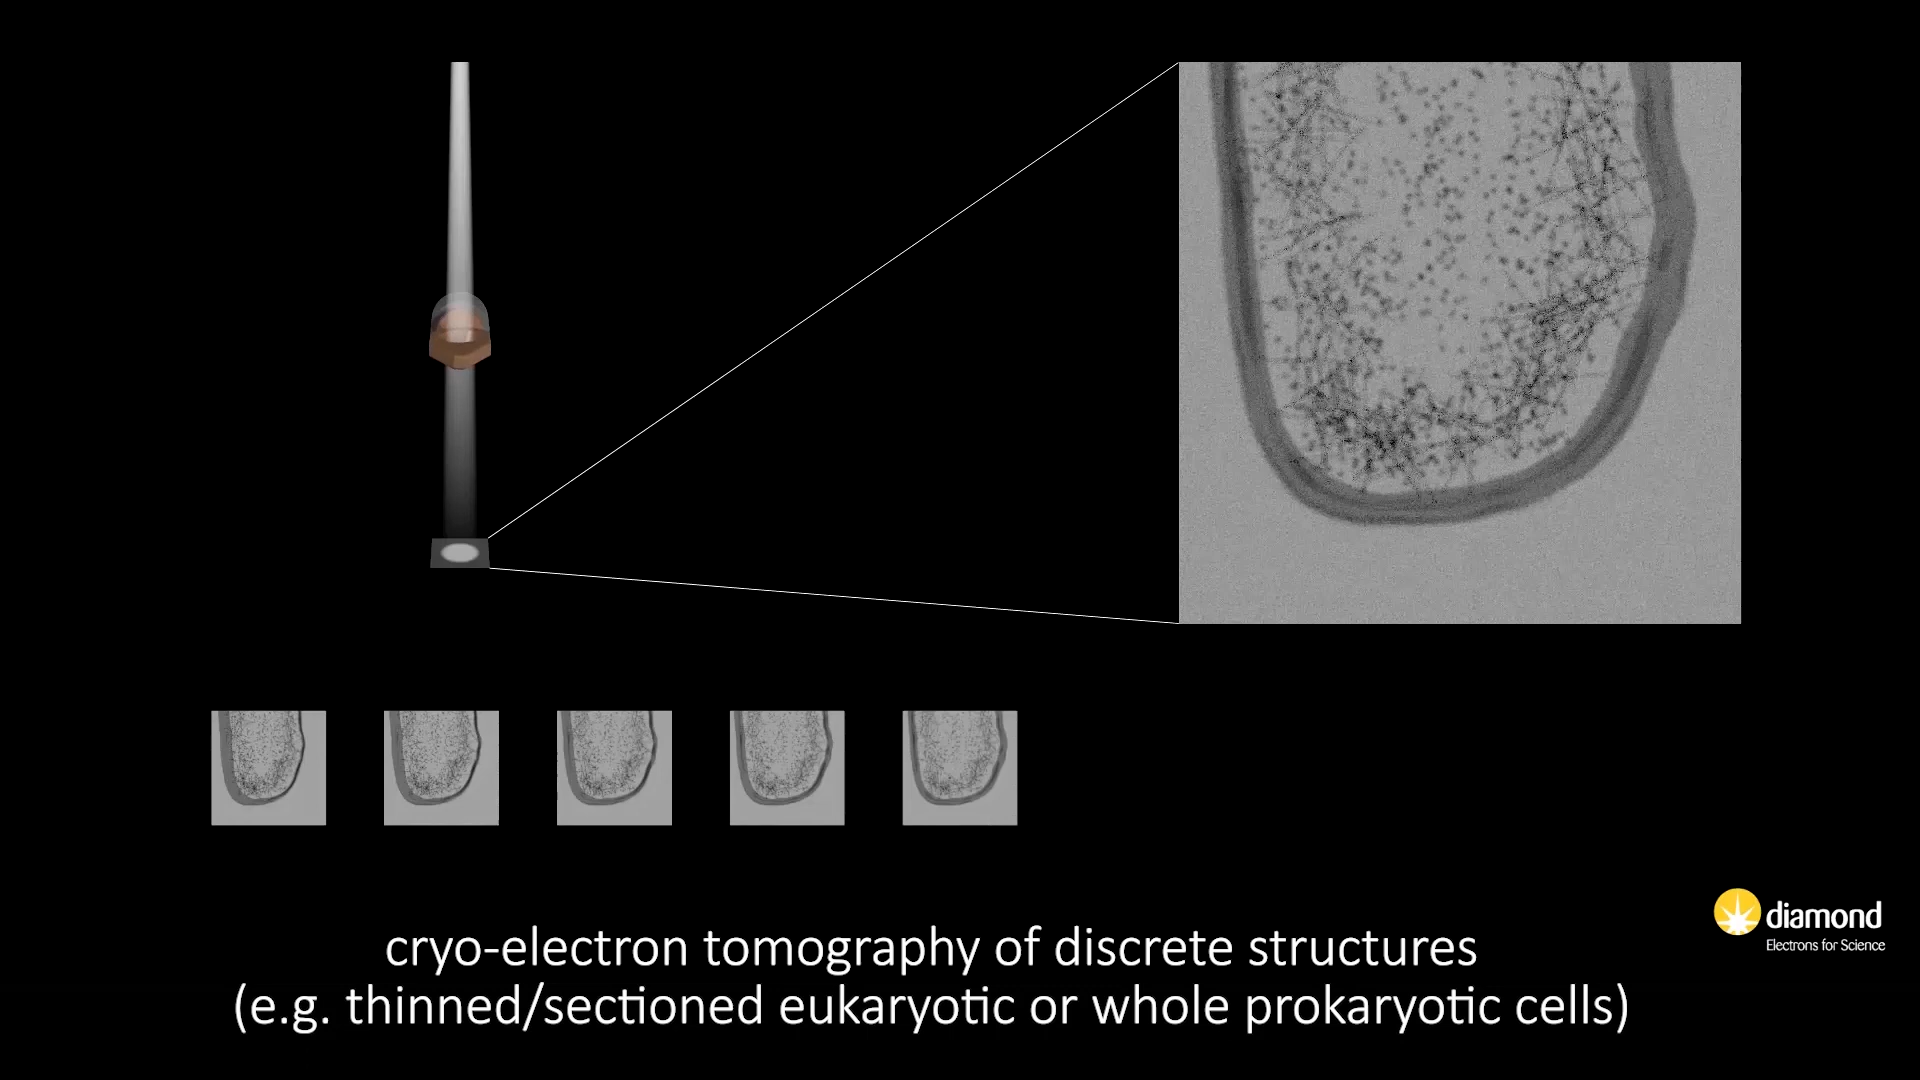 diamond
Electrons for Science
cryo-electron tomography of discrete structures
(e.g. thinned/sectioned eukaryotic or whole prokaryotic cells)